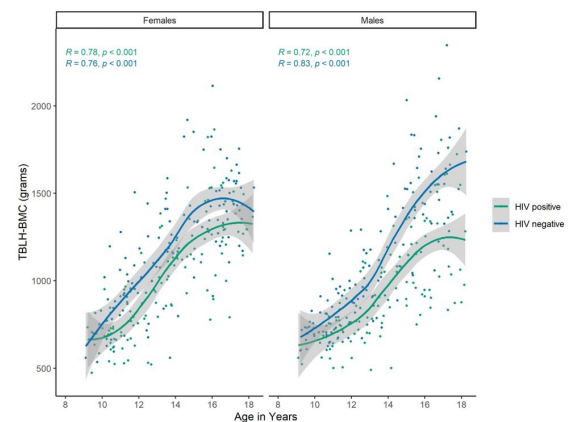 Females
Males
R = 0.78, p < 0.001
R = 0.76, p < 0.001
R = 0.72, p < 0.001
R = 0.83, p < 0.001
TBLH-BMC (grams)
2000
1500
1000
500
8 10 12 14 16 18
8 10 12 14 16 18
Age in Years
HIV positive
HIV negative